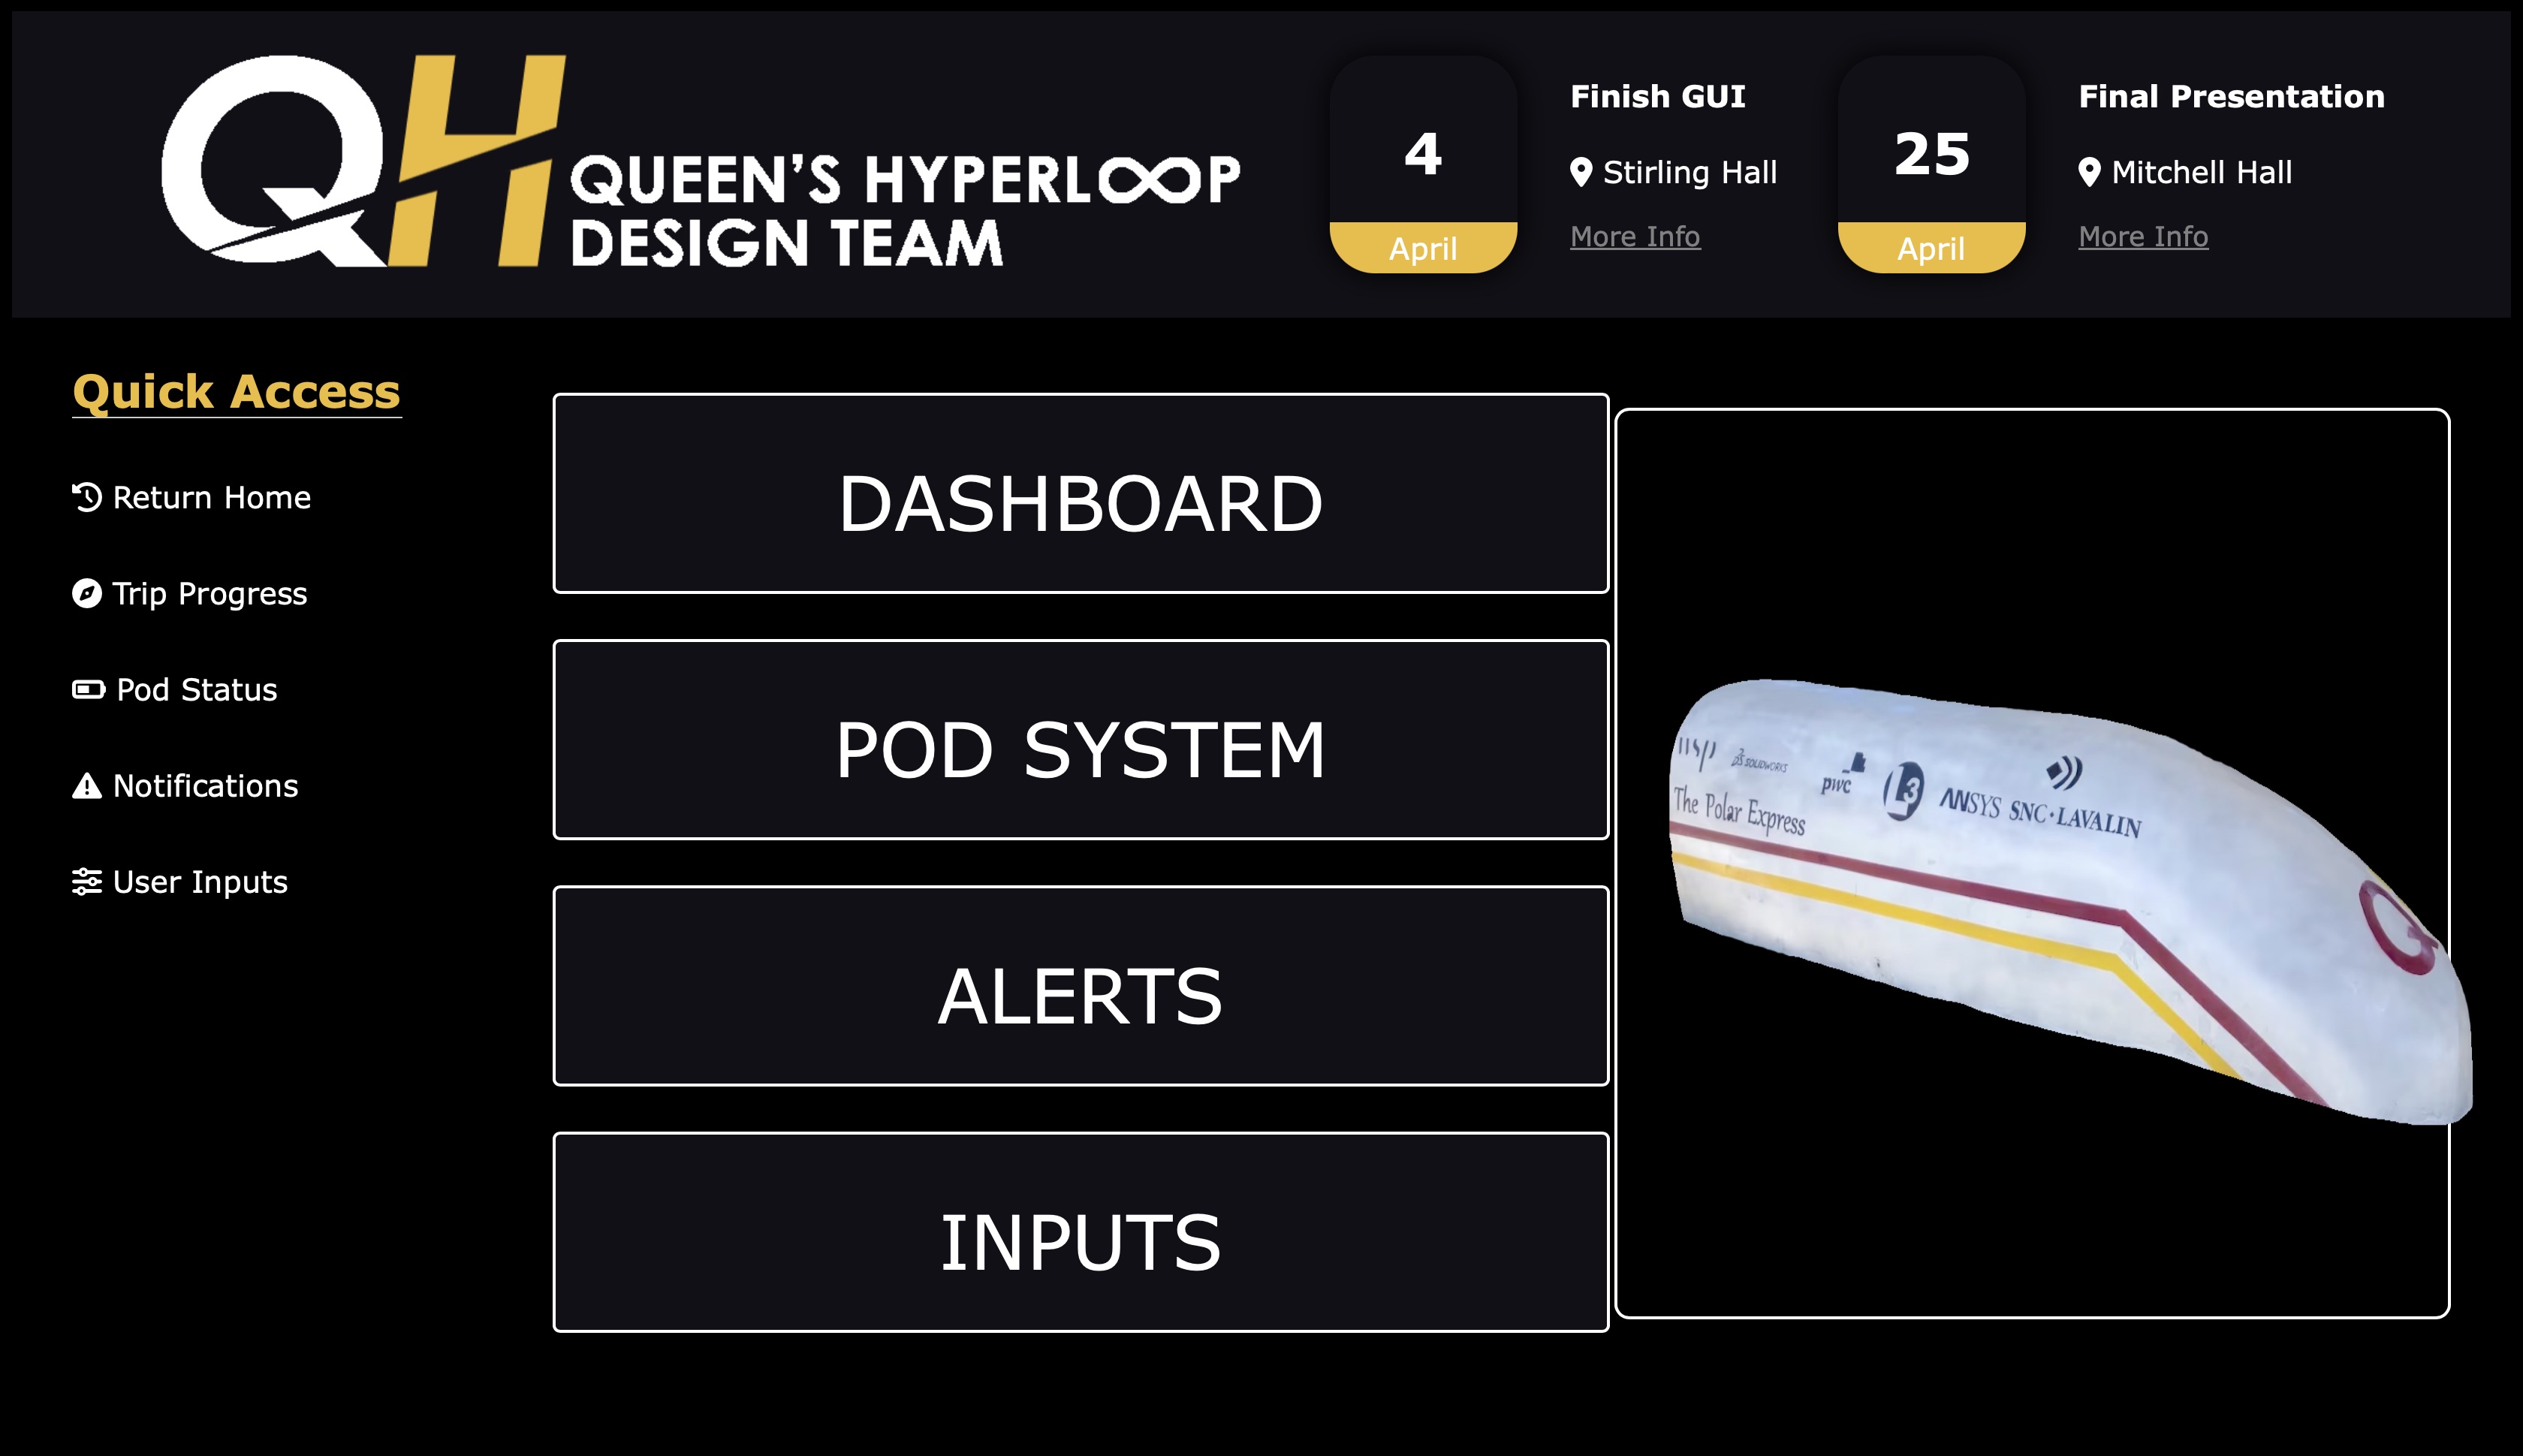 QH
QUEEN'S HYPERLOOP
DESIGN TEAM
4
April
Finish GUI
Stirling Hall
More Info
25
April
Final Presentation
Mitchell Hall
More Info
Quick Access
Return Home
Trip Progress
Pod Status
Notifications
User Inputs
DASHBOARD
POD SYSTEM
ALERTS
INPUTS
wsp
SOLIDWORKS
pwc
L3
ANSYS
SNC·LAVALIN
The Polar Express
Q